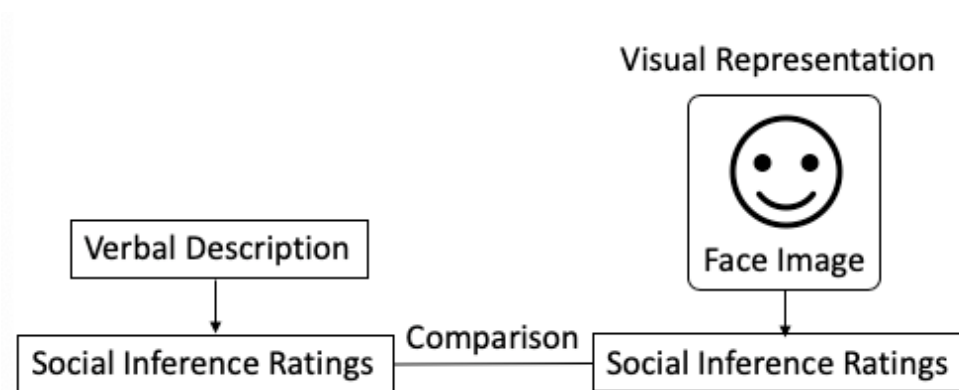 Visual Representation
Face Image
Verbal Description
Comparison
Social Inference Ratings
Social Inference Ratings